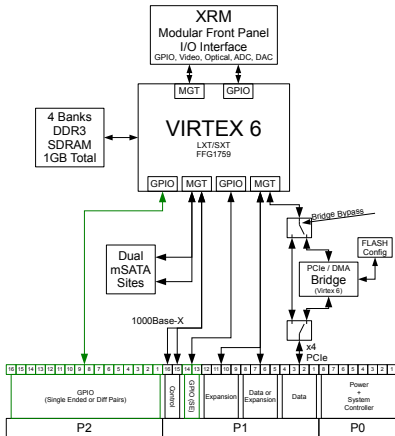 XRM
Modular Front Panel
I/O Interface
GPIO, Video, Optical, ADC, DAC
MGT GPIO
4 Banks
DDR3
SDRAM
1GB Total
VIRTEX 6
LXT/SXT
FFG1759
GPIO MGT GPIO MGT
Bridge Bypass
FLASH
Config
Dual
mSATA
Sites
PCIe / DMA
Bridge
(Virtex 6)
1000Base-X
x4
PCIe
16 15 14 13 12 11 10 9 8 7 6 5 4 3 2 1 16 15 14 13 12 11 10 9 8 7 6 5 4 3 2 1 8 7 6 5 4 3 2 1
GPIO
(Single Ended or Diff Pairs)
Control
GPIO (SE)
Expansion
Data or
Expansion
Data
Power
+
System
Controller
P2 P1 P0